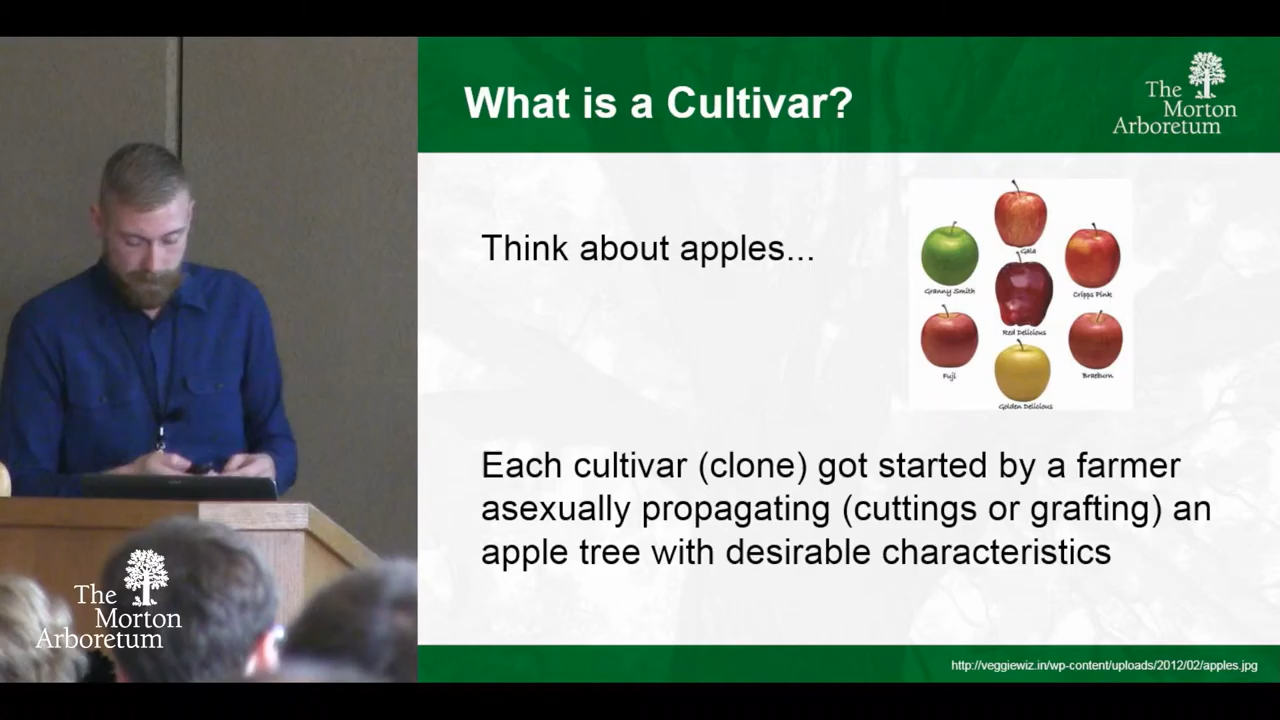 What is a Cultivar?
The
Morton
Arboretum
Think about apples...
Gala
Granny Smith
Cripps Pink
Red Delicious
Fuji
Braeburn
Golden Delicious
Each cultivar (clone) got started by a farmer
asexually propagating (cuttings or grafting) an
apple tree with desirable characteristics
The
Morton
Arboretum
http://veggiewiz.in/wp-content/uploads/2012/02/apples.jpg